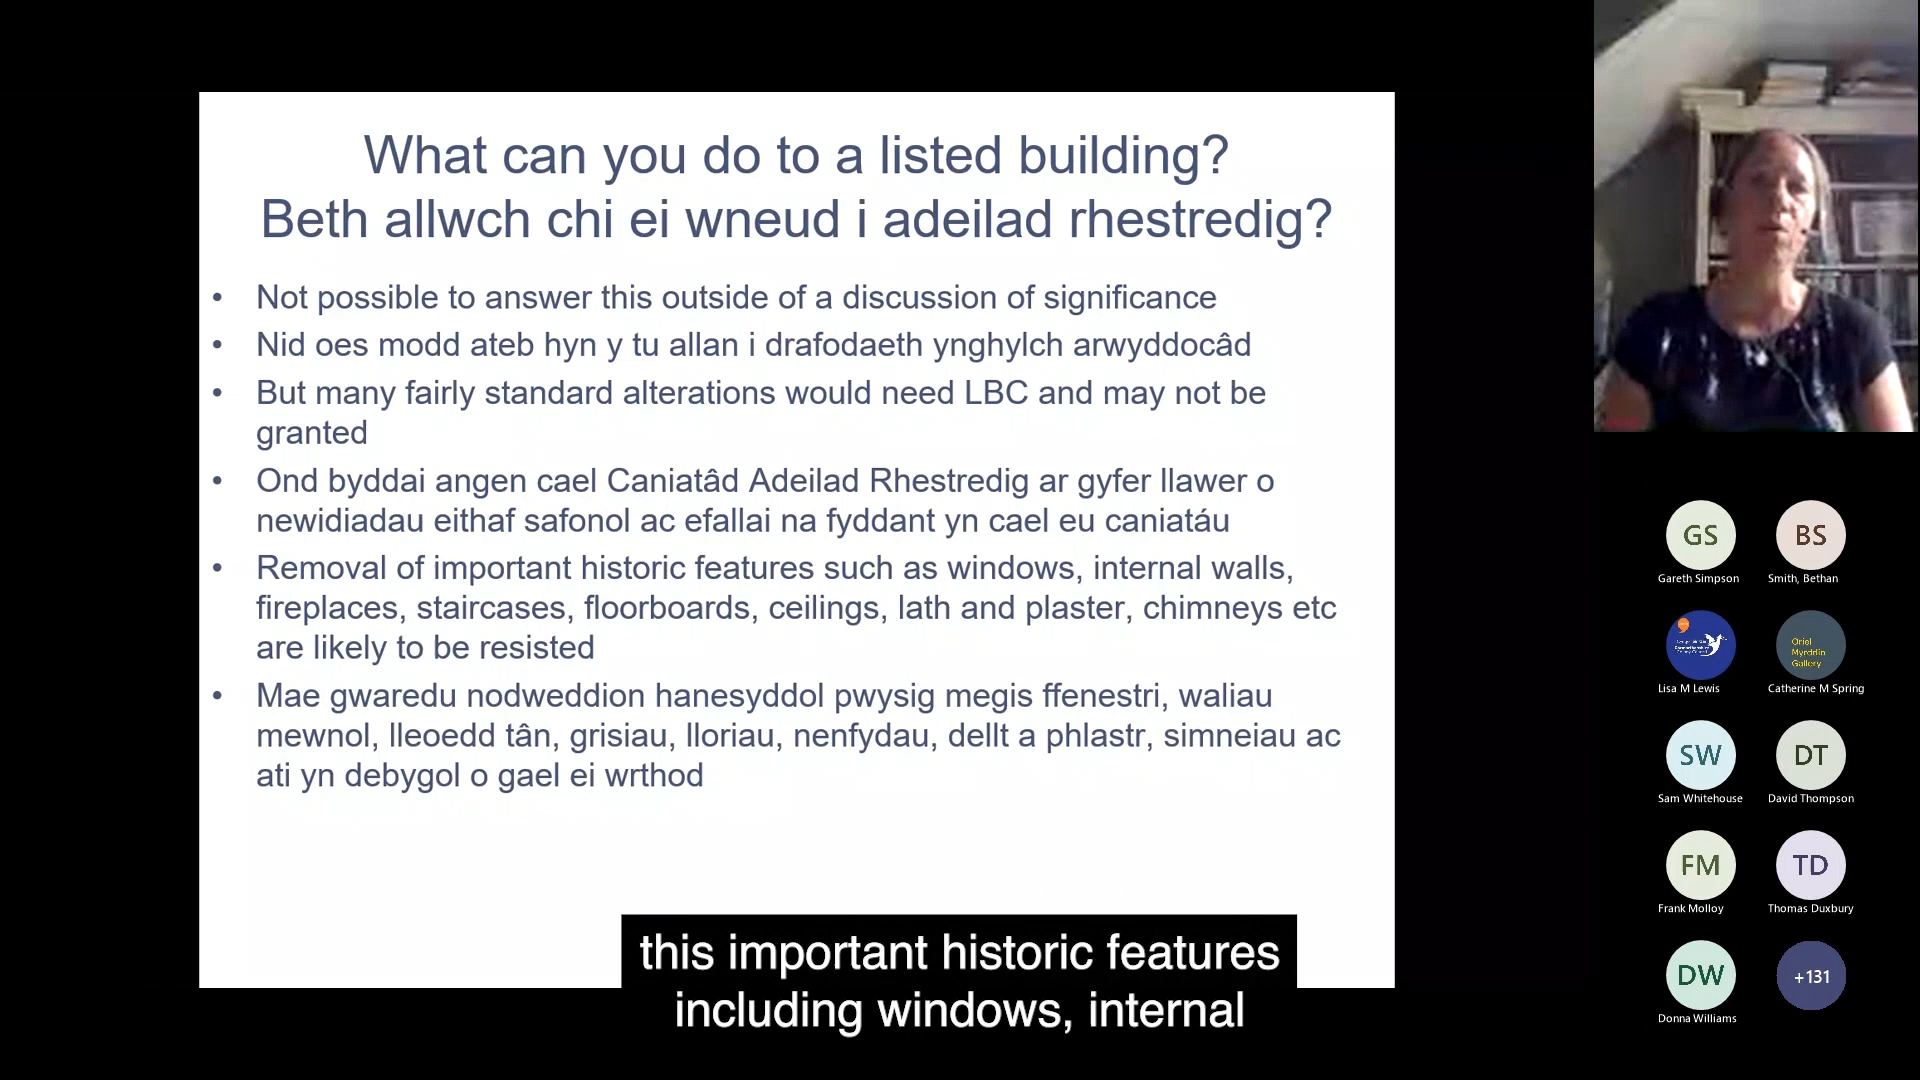 What can you do to a listed building?
Beth allwch chi ei wneud i adeilad rhestredig?
• Not possible to answer this outside of a discussion of significance
• Nid oes modd ateb hyn y tu allan i drafodaeth ynghylch arwyddocâd
• But many fairly standard alterations would need LBC and may not be
granted
• Ond byddai angen cael Caniatâd Adeilad Rhestredig ar gyfer llawer o
newidiadau eithaf safonol ac efallai na fyddant yn cael eu caniatáu
• Removal of important historic features such as windows, internal walls,
fireplaces, staircases, floorboards, ceilings, lath and plaster, chimneys etc
are likely to be resisted
• Mae gwaredu nodweddion hanesyddol pwysig megis ffenestri, waliau
mewnol, lleoedd tân, grisiau, lloriau, nenfydau, dellt a phlastr, simneiau ac
ati yn debygol o gael ei wrthod
this important historic features
including windows, internal
GS
Gareth Simpson
BS
Smith, Bethan
Lisa M Lewis
Oriel
Myrddin
Gallery
Catherine M Spring
SW
Sam Whitehouse
DT
David Thompson
FM
Frank Molloy
TD
Thomas Duxbury
DW
Donna Williams
+131